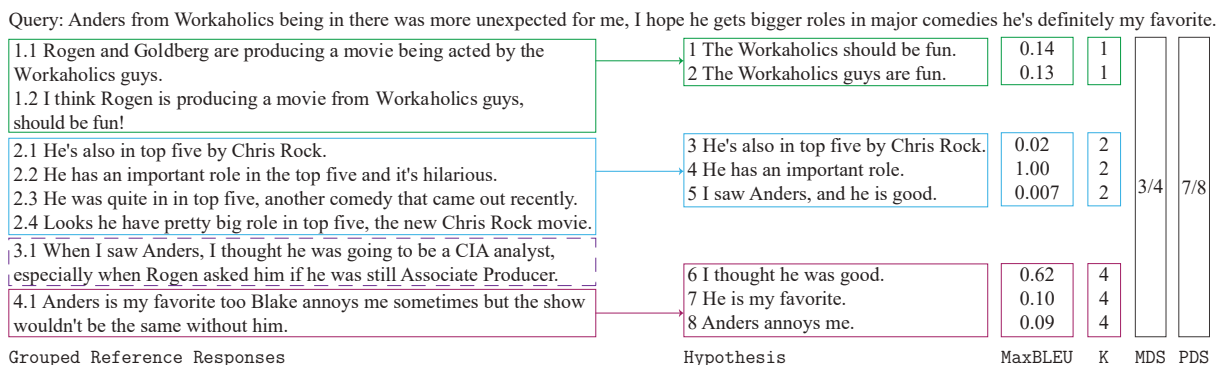 Query: Anders from Workaholics being in there was more unexpected for me, I hope he gets bigger roles in major comedies he's definitely my favorite.
1.1 Rogen and Goldberg are producing a movie being acted by the
Workaholics guys.
1.2 I think Rogen is producing a movie from Workaholics guys,
should be fun!
1 The Workaholics should be fun. 0.14 1
2 The Workaholics guys are fun. 0.13 1
2.1 He's also in top five by Chris Rock.
2.2 He has an important role in the top five and it's hilarious.
2.3 He was quite in in top five, another comedy that came out recently.
2.4 Looks he have pretty big role in top five, the new Chris Rock movie.
3 He's also in top five by Chris Rock. 0.02 2
4 He has an important role. 1.00 2
5 I saw Anders, and he is good. 0.007 2
3/4 7/8
3.1 When I saw Anders, I thought he was going to be a CIA analyst,
especially when Rogen asked him if he was still Associate Producer.
4.1 Anders is my favorite too Blake annoys me sometimes but the show
wouldn't be the same without him.
6 I thought he was good. 0.62 4
7 He is my favorite. 0.10 4
8 Anders annoys me. 0.09 4
Grouped Reference Responses Hypothesis MaxBLEU K MDS PDS